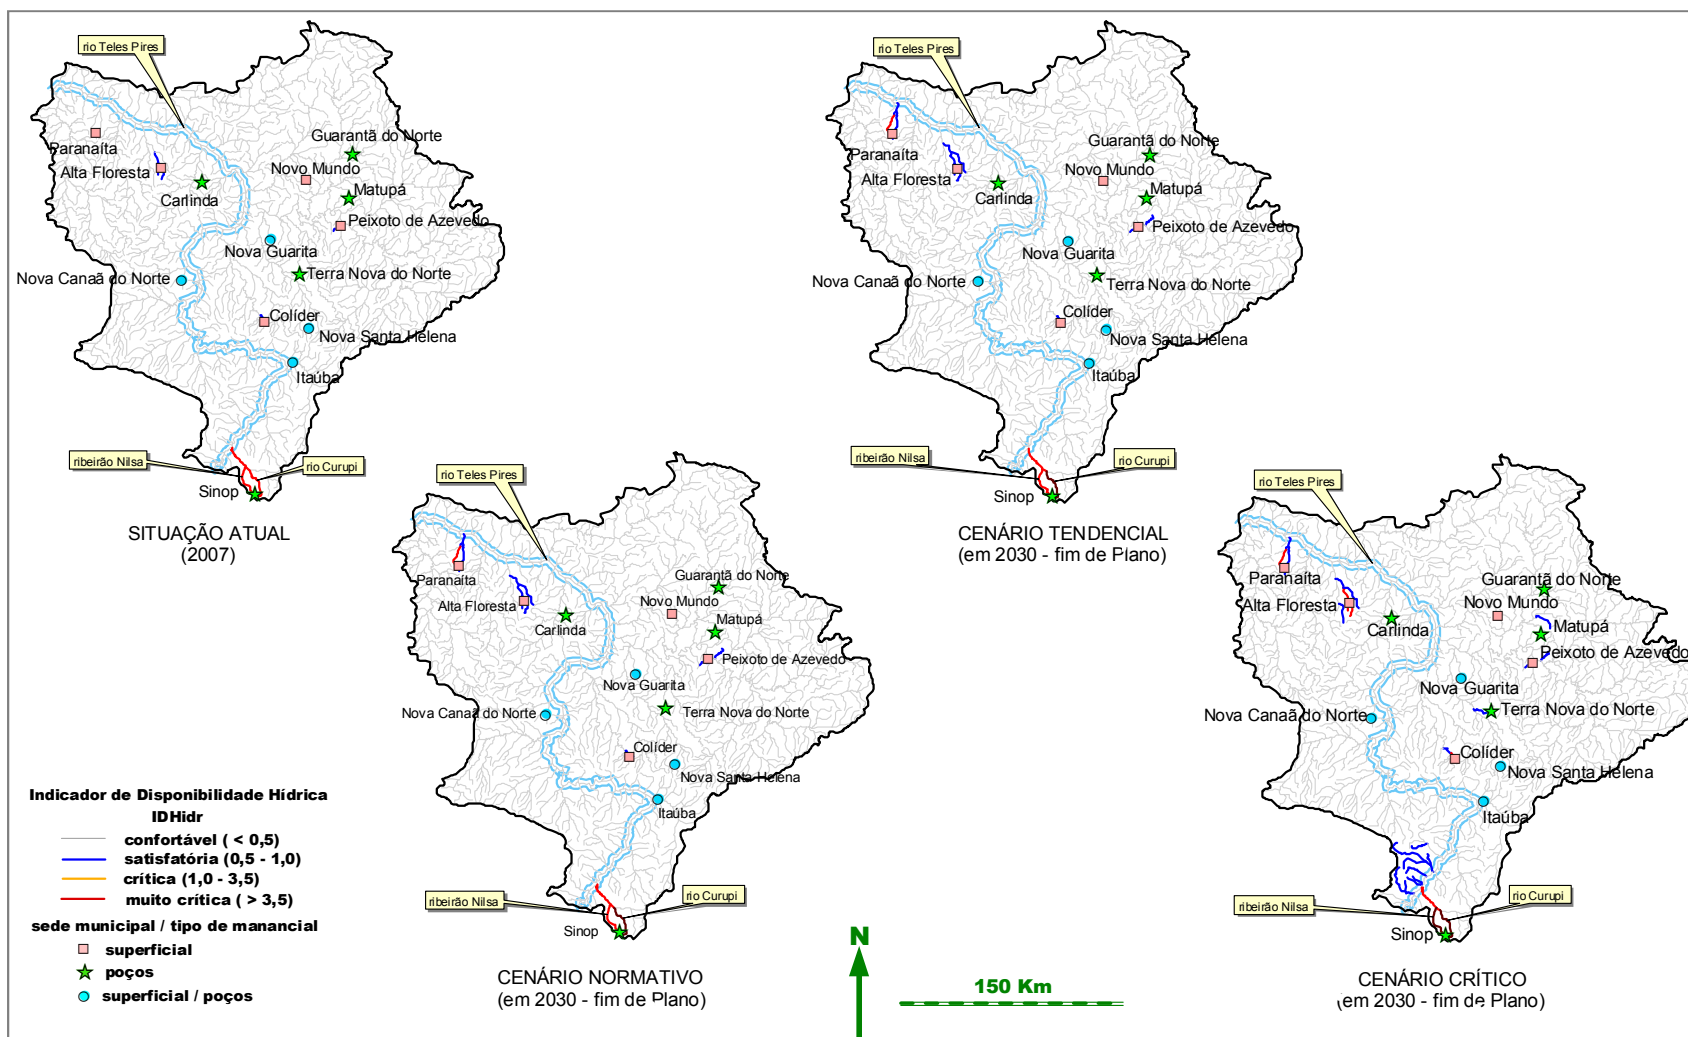 rio Teles Pires
Guarantã do Norte
Paranaíta
Novo Mundo
Alta Floresta
Carlinda
Matupá
Peixoto de Azevedo
Nova Guarita
Nova Canaã do Norte
Terra Nova do Norte
Colíder
Nova Santa Helena
Itaúba
ribeirão Nilsa
rio Curupi
Sinop
SITUAÇÃO ATUAL
(2007)
rio Teles Pires
Guarantã do Norte
Paranaíta
Novo Mundo
Alta Floresta
Carlinda
Matupá
Peixoto de Azevedo
Nova Guarita
Nova Canaã do Norte
Terra Nova do Norte
Colíder
Nova Santa Helena
Itaúba
ribeirão Nilsa
rio Curupi
Sinop
CENÁRIO TENDENCIAL
(em 2030 - fim de Plano)
rio Teles Pires
Guarantã do Norte
Paranaíta
Novo Mundo
Alta Floresta
Carlinda
Matupá
Peixoto de Azevedo
Nova Guarita
Nova Canaã do Norte
Terra Nova do Norte
Colíder
Nova Santa Helena
Itaúba
ribeirão Nilsa
rio Curupi
Sinop
CENÁRIO NORMATIVO
(em 2030 - fim de Plano)
rio Teles Pires
Guarantã do Norte
Paranaíta
Novo Mundo
Alta Floresta
Carlinda
Matupá
Peixoto de Azevedo
Nova Guarita
Nova Canaã do Norte
Terra Nova do Norte
Colíder
Nova Santa Helena
Itaúba
ribeirão Nilsa
rio Curupi
Sinop
CENÁRIO CRÍTICO
(em 2030 - fim de Plano)
Indicador de Disponibilidade Hídrica
IDHidr
confortável ( < 0,5)
satisfatória (0,5 - 1,0)
crítica (1,0 - 3,5)
muito crítica ( > 3,5)
sede municipal / tipo de manancial
superficial
poços
superficial / poços
N
150 Km